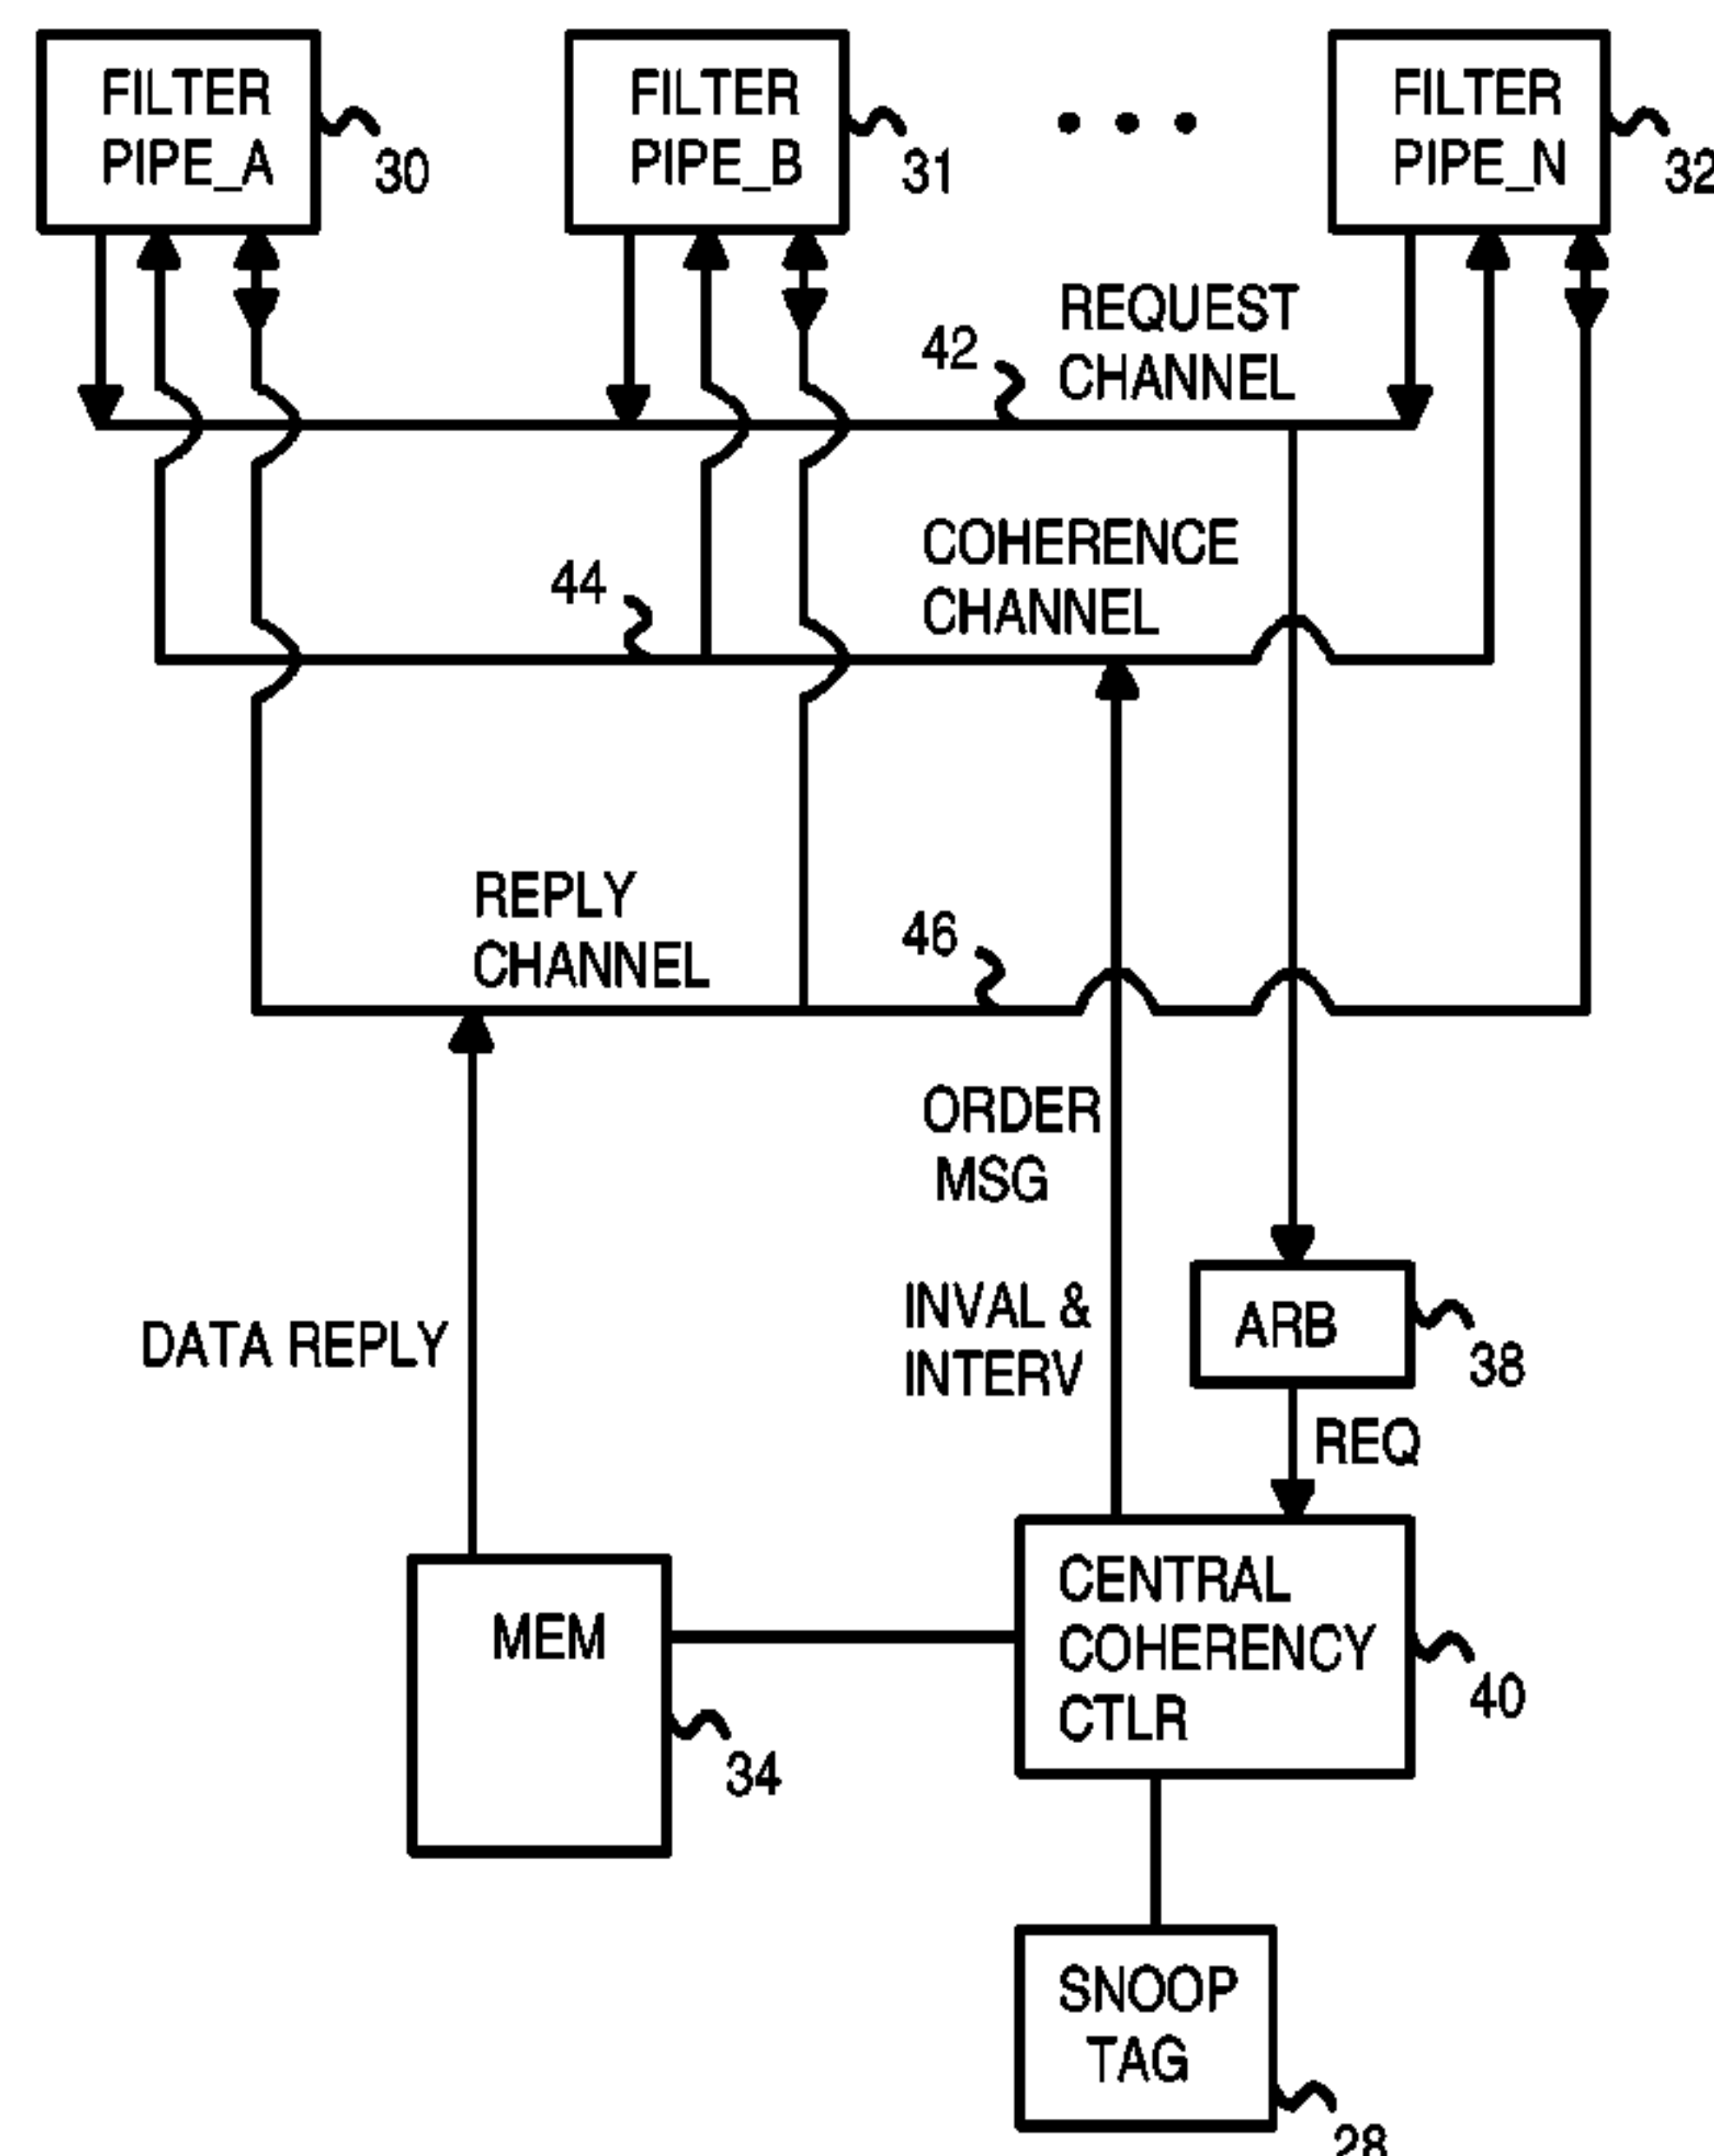 FILTER
PIPE_A
30
FILTER
PIPE_B
31
FILTER
PIPE_N
32
42
REQUEST
CHANNEL
44
COHERENCE
CHANNEL
REPLY
CHANNEL
46
ORDER
MSG
DATA REPLY
INVAL &
INTERV
ARB
38
REQ
MEM
34
CENTRAL
COHERENCY
CTLR
40
SNOOP
TAG
28